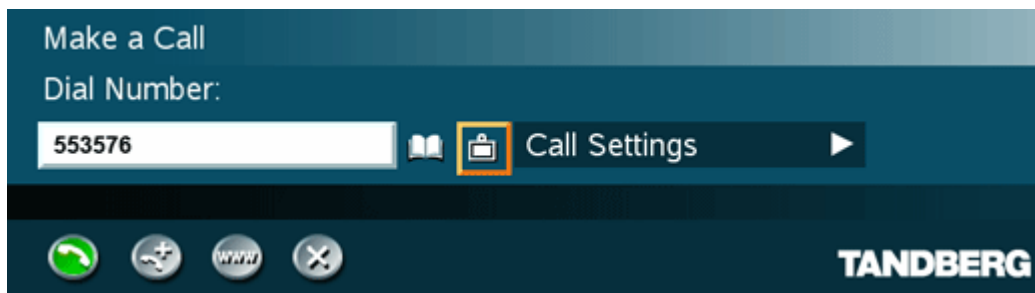 Make a Call
Dial Number:
553576
Call Settings
www
TANDBERG